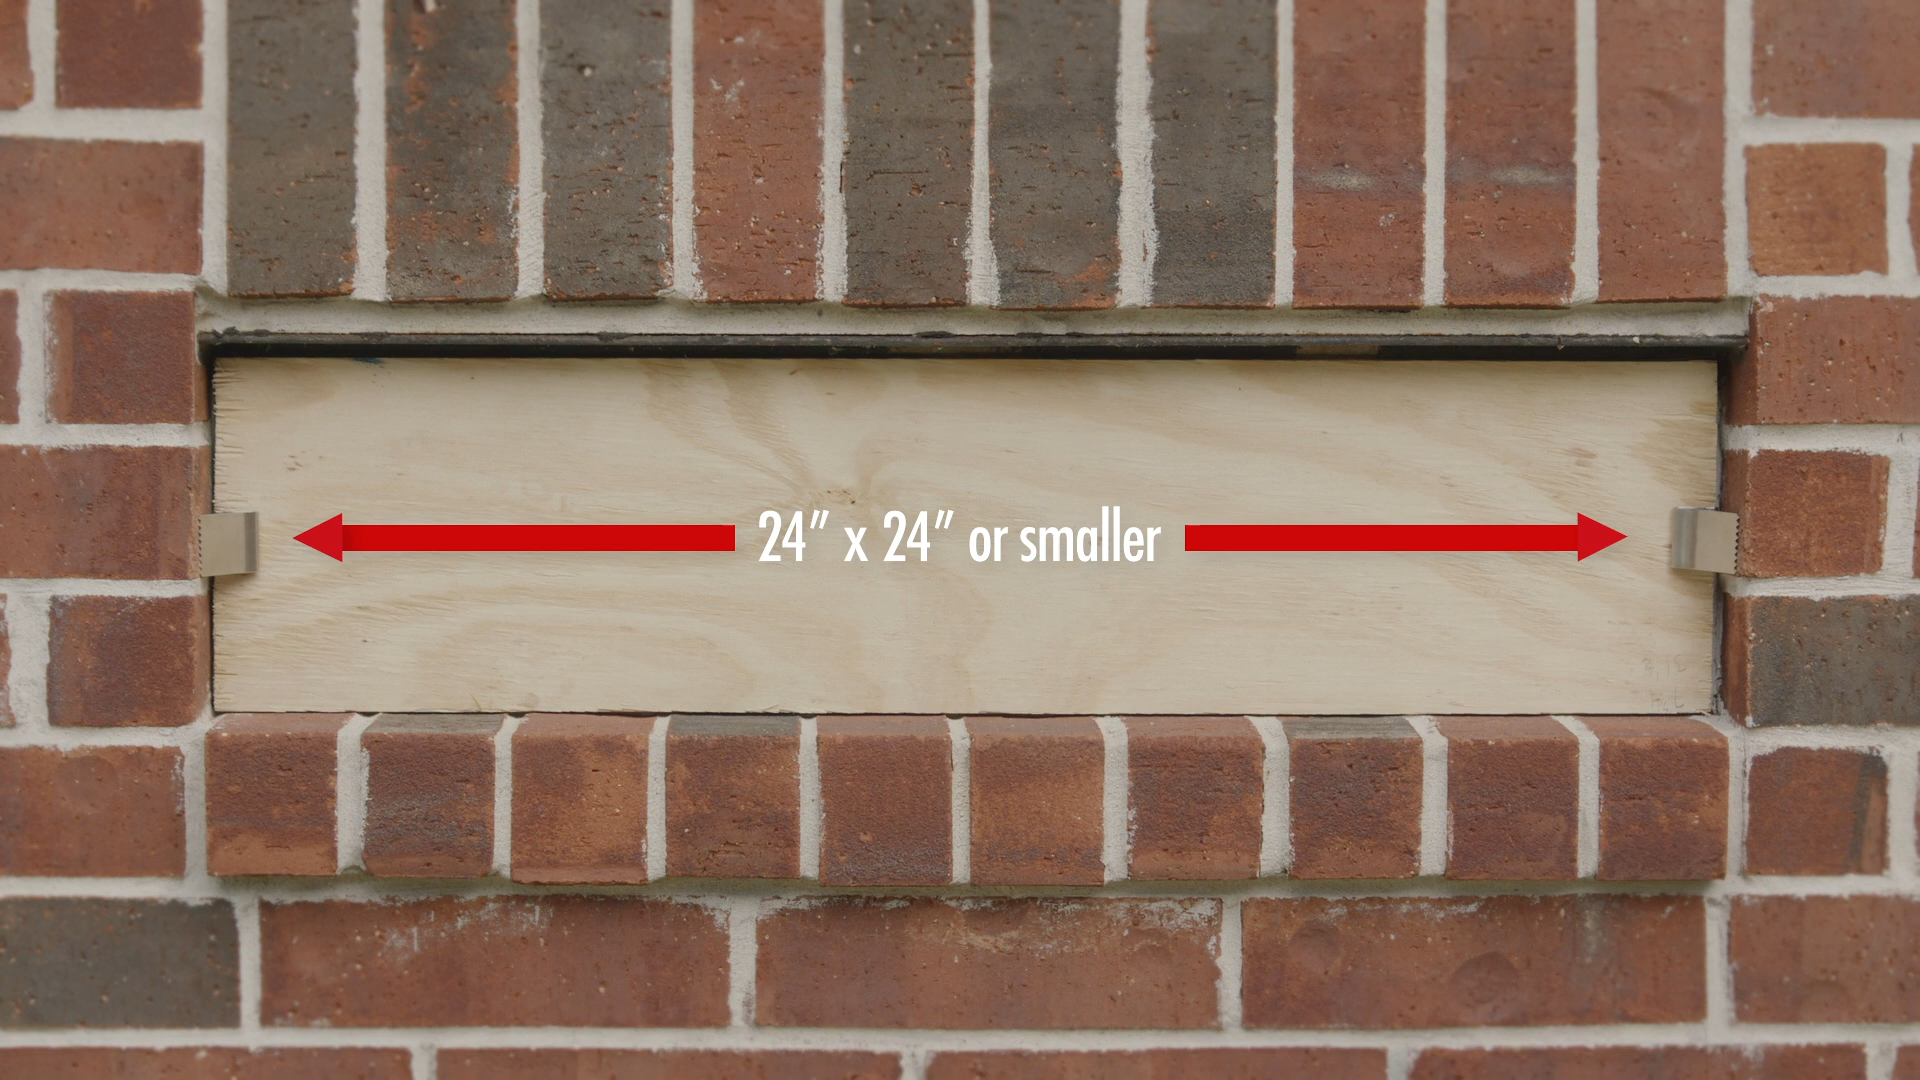 24” x 24” or smaller